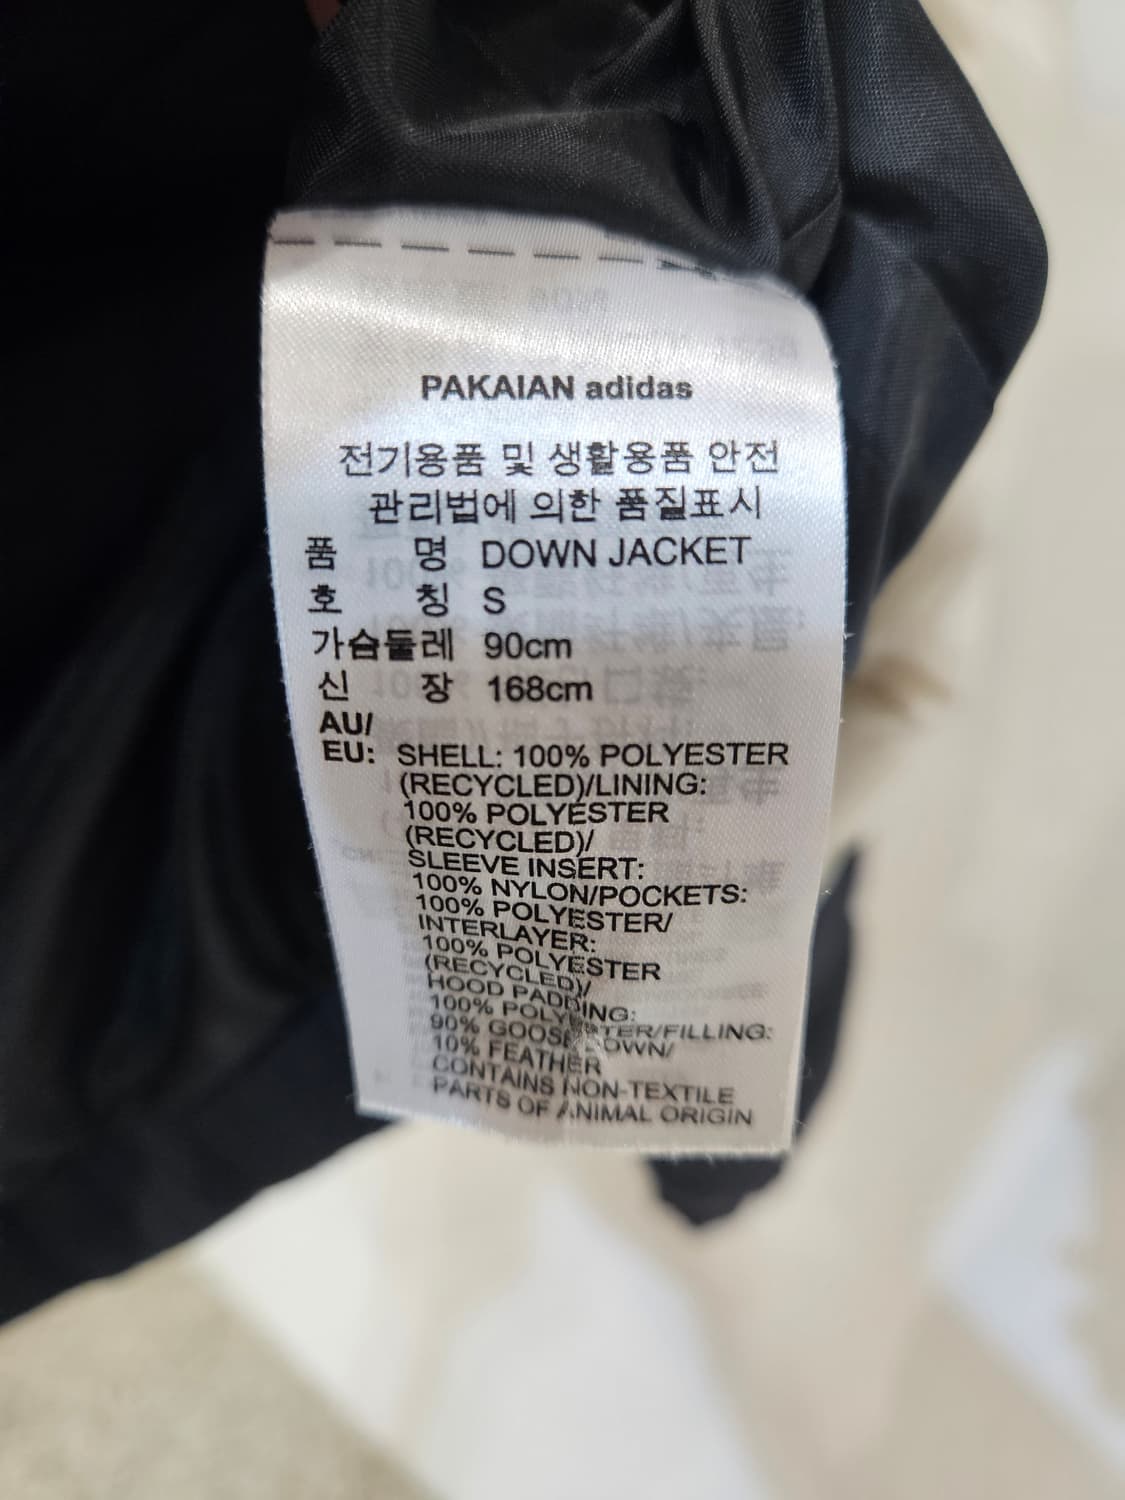 PAKAIAN adidas
전기용품 및 생활용품 안전
관리법에 의한 품질표시
품 명 DOWN JACKET
호 칭 S
가슴둘레 90cm
신 장 168cm
AU/
EU: SHELL: 100% POLYESTER
(RECYCLED)/LINING:
100% POLYESTER
(RECYCLED)/
SLEEVE INSERT:
100% NYLON/POCKETS:
100% POLYESTER/
INTERLAYER:
100% POLYESTER
(RECYCLED)/
HOOD PADDING:
100% POLYESTER/FILLING:
90% GOOSE DOWN/
10% FEATHER
CONTAINS NON-TEXTILE
PARTS OF ANIMAL ORIGIN